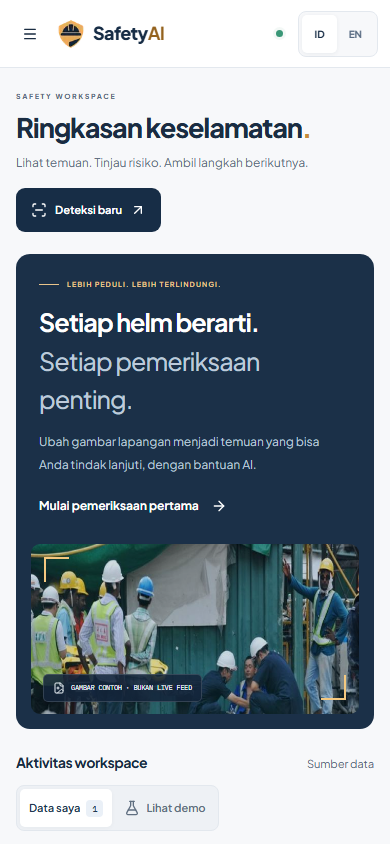 SafetyAI
ID
EN
SAFETY WORKSPACE
Ringkasan keselamatan.
Lihat temuan. Tinjau risiko. Ambil langkah berikutnya.
Deteksi baru
LEBIH PEDULI. LEBIH TERLINDUNGI.
Setiap helm berarti.
Setiap pemeriksaan
penting.
Ubah gambar lapangan menjadi temuan yang bisa
Anda tindak lanjuti, dengan bantuan AI.
Mulai pemeriksaan pertama
GAMBAR CONTOH · BUKAN LIVE FEED
Aktivitas workspace
Sumber data
Data saya 1
Lihat demo